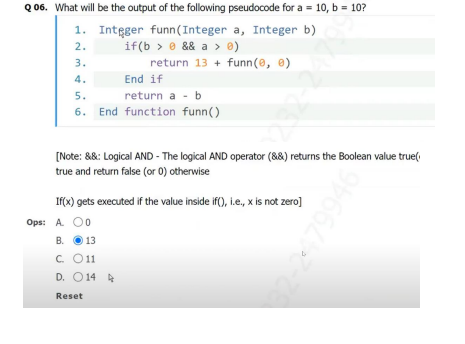 Q 06. What will be the output of the following pseudocode for a = 10, b = 10?
1. Integer funn(Integer a, Integer b)
2. if(b > 0 && a > 0)
3. return 13 + funn(0, 0)
4. End if
5. return a - b
6. End function funn()
[Note: &&: Logical AND - The logical AND operator (&&) returns the Boolean value true(
true and return false (or 0) otherwise
If(x) gets executed if the value inside if(), i.e., x is not zero]
Ops: A. 0
B. 13
C. 11
D. 14
Reset